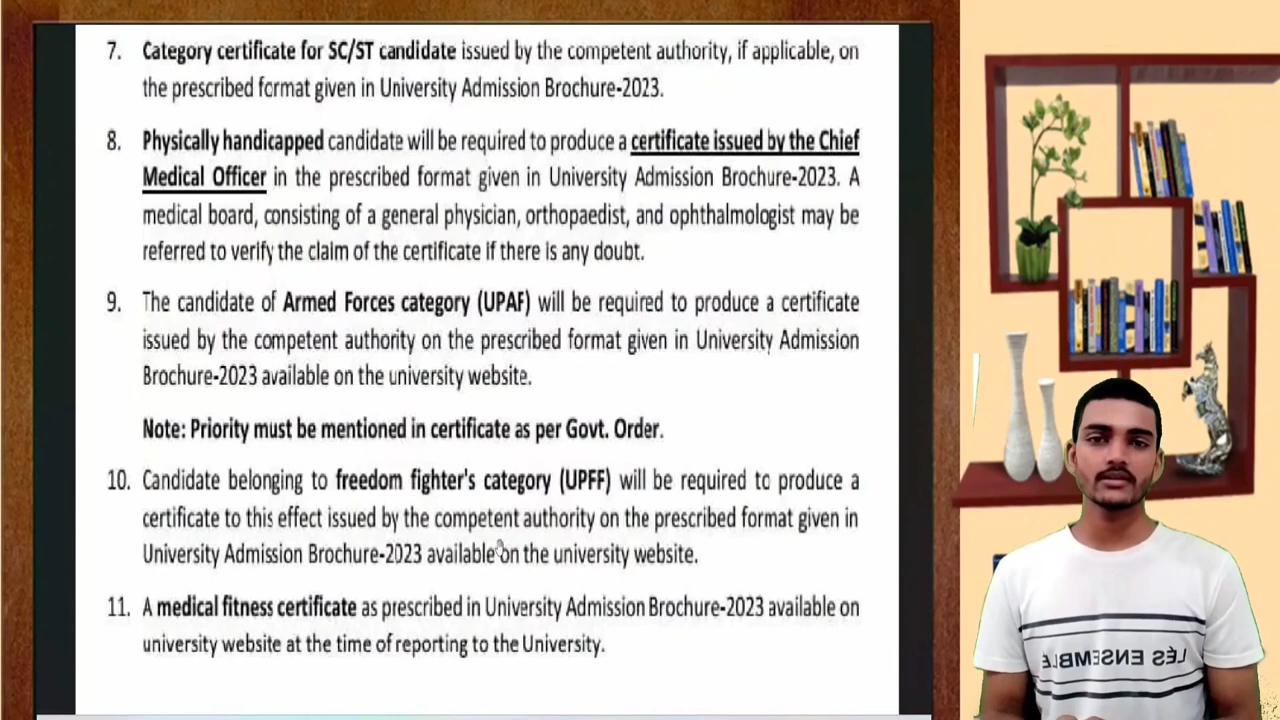 7. Category certificate for SC/ST candidate issued by the competent authority, if applicable, on
the prescribed format given in University Admission Brochure-2023.
8. Physically handicapped candidate will be required to produce a certificate issued by the Chief
Medical Officer in the prescribed format given in University Admission Brochure-2023. A
medical board, consisting of a general physician, orthopaedist, and ophthalmologist may be
referred to verify the claim of the certificate if there is any doubt.
9. The candidate of Armed Forces category (UPAF) will be required to produce a certificate
issued by the competent authority on the prescribed format given in University Admission
Brochure-2023 available on the university website.
Note: Priority must be mentioned in certificate as per Govt. Order.
10. Candidate belonging to freedom fighter's category (UPFF) will be required to produce a
certificate to this effect issued by the competent authority on the prescribed format given in
University Admission Brochure-2023 available on the university website.
11. A medical fitness certificate as prescribed in University Admission Brochure-2023 available on
university website at the time of reporting to the University.
LÉS ENSEMBLE